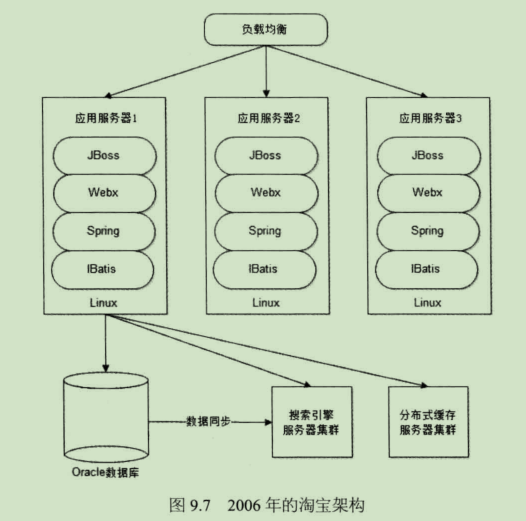 负载均衡
应用服务器1
应用服务器2
应用服务器3
JBoss
JBoss
JBoss
Webx
Webx
Webx
Spring
Spring
Spring
IBatis
IBatis
IBatis
Linux
Linux
Linux
数据同步
搜索引擎
服务器集群
分布式缓存
服务器集群
Oracle数据库
图 9.7 2006 年的淘宝架构